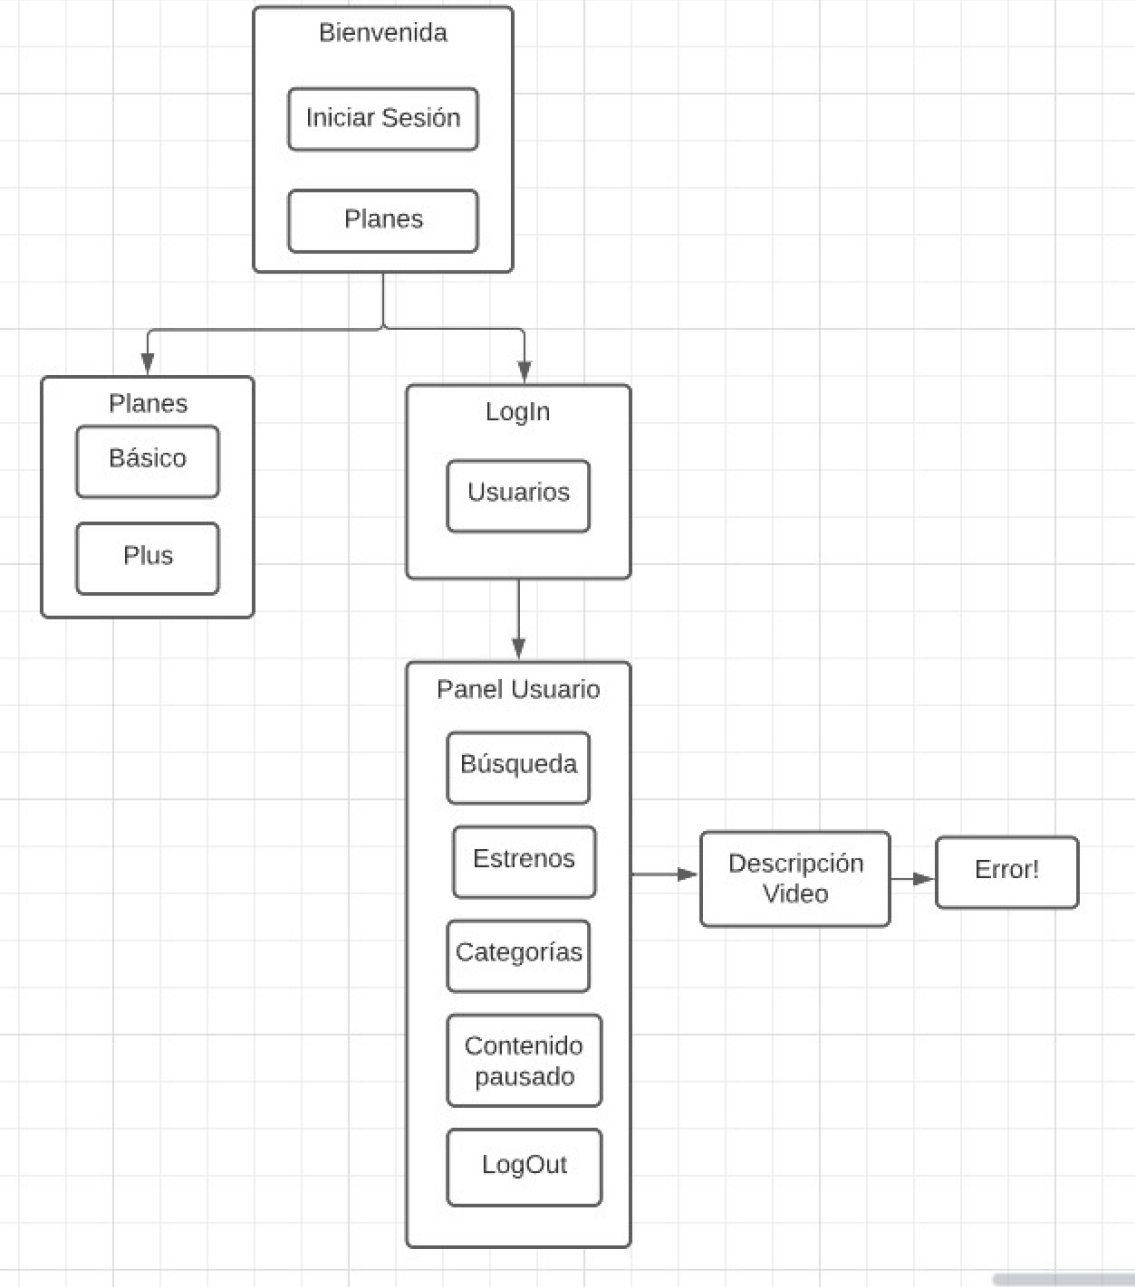 Bienvenida
Iniciar Sesión
Planes
Planes
Básico
Plus
LogIn
Usuarios
Panel Usuario
Búsqueda
Estrenos
Categorías
Contenido
pausado
LogOut
Descripción
Video
Error!